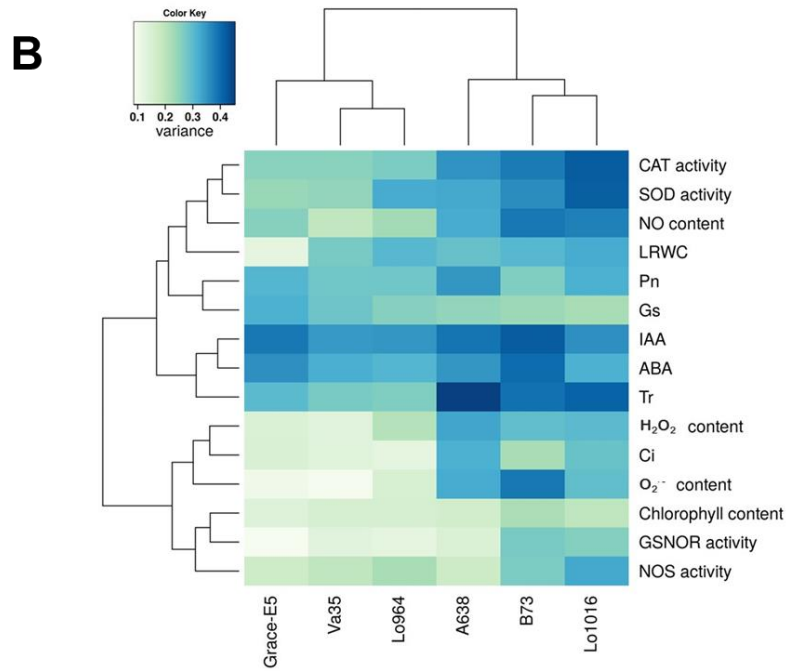 B
Color Key
0.1 0.2 0.3 0.4
variance
CAT activity
SOD activity
NO content
LRWC
Pn
Gs
IAA
ABA
Tr
H₂O₂ content
Ci
O₂·- content
Chlorophyll content
GSNOR activity
NOS activity
Grace-E5
Va35
Lo964
A638
B73
Lo1016